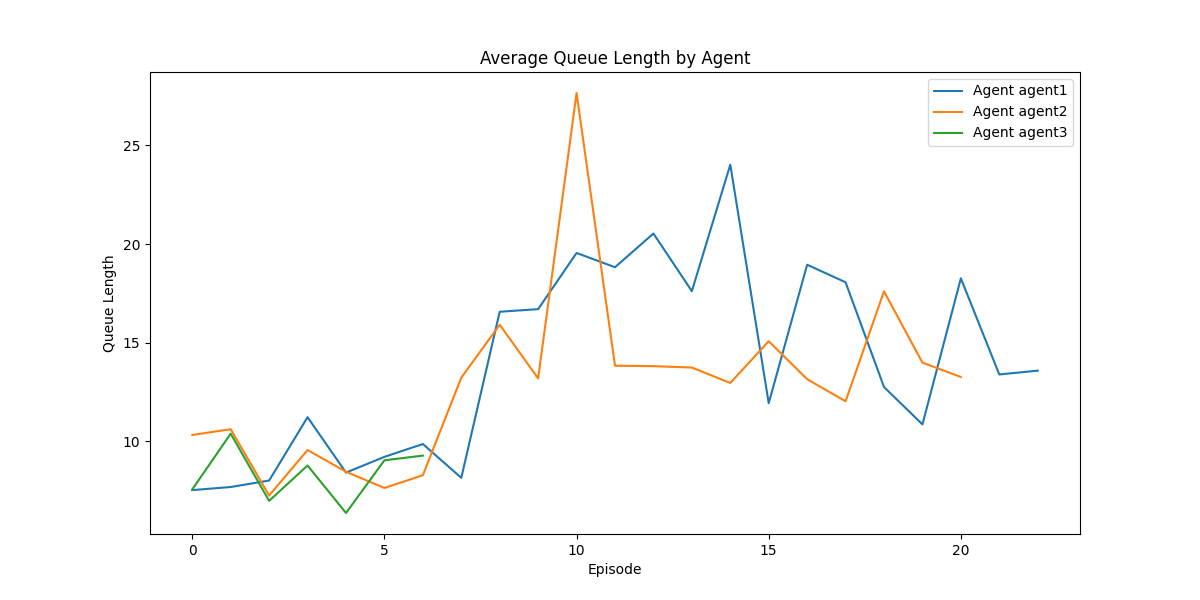 Average Queue Length by Agent
Agent agent1
Agent agent2
Agent agent3
25
20
15
10
Queue Length
0 5 10 15 20
Episode